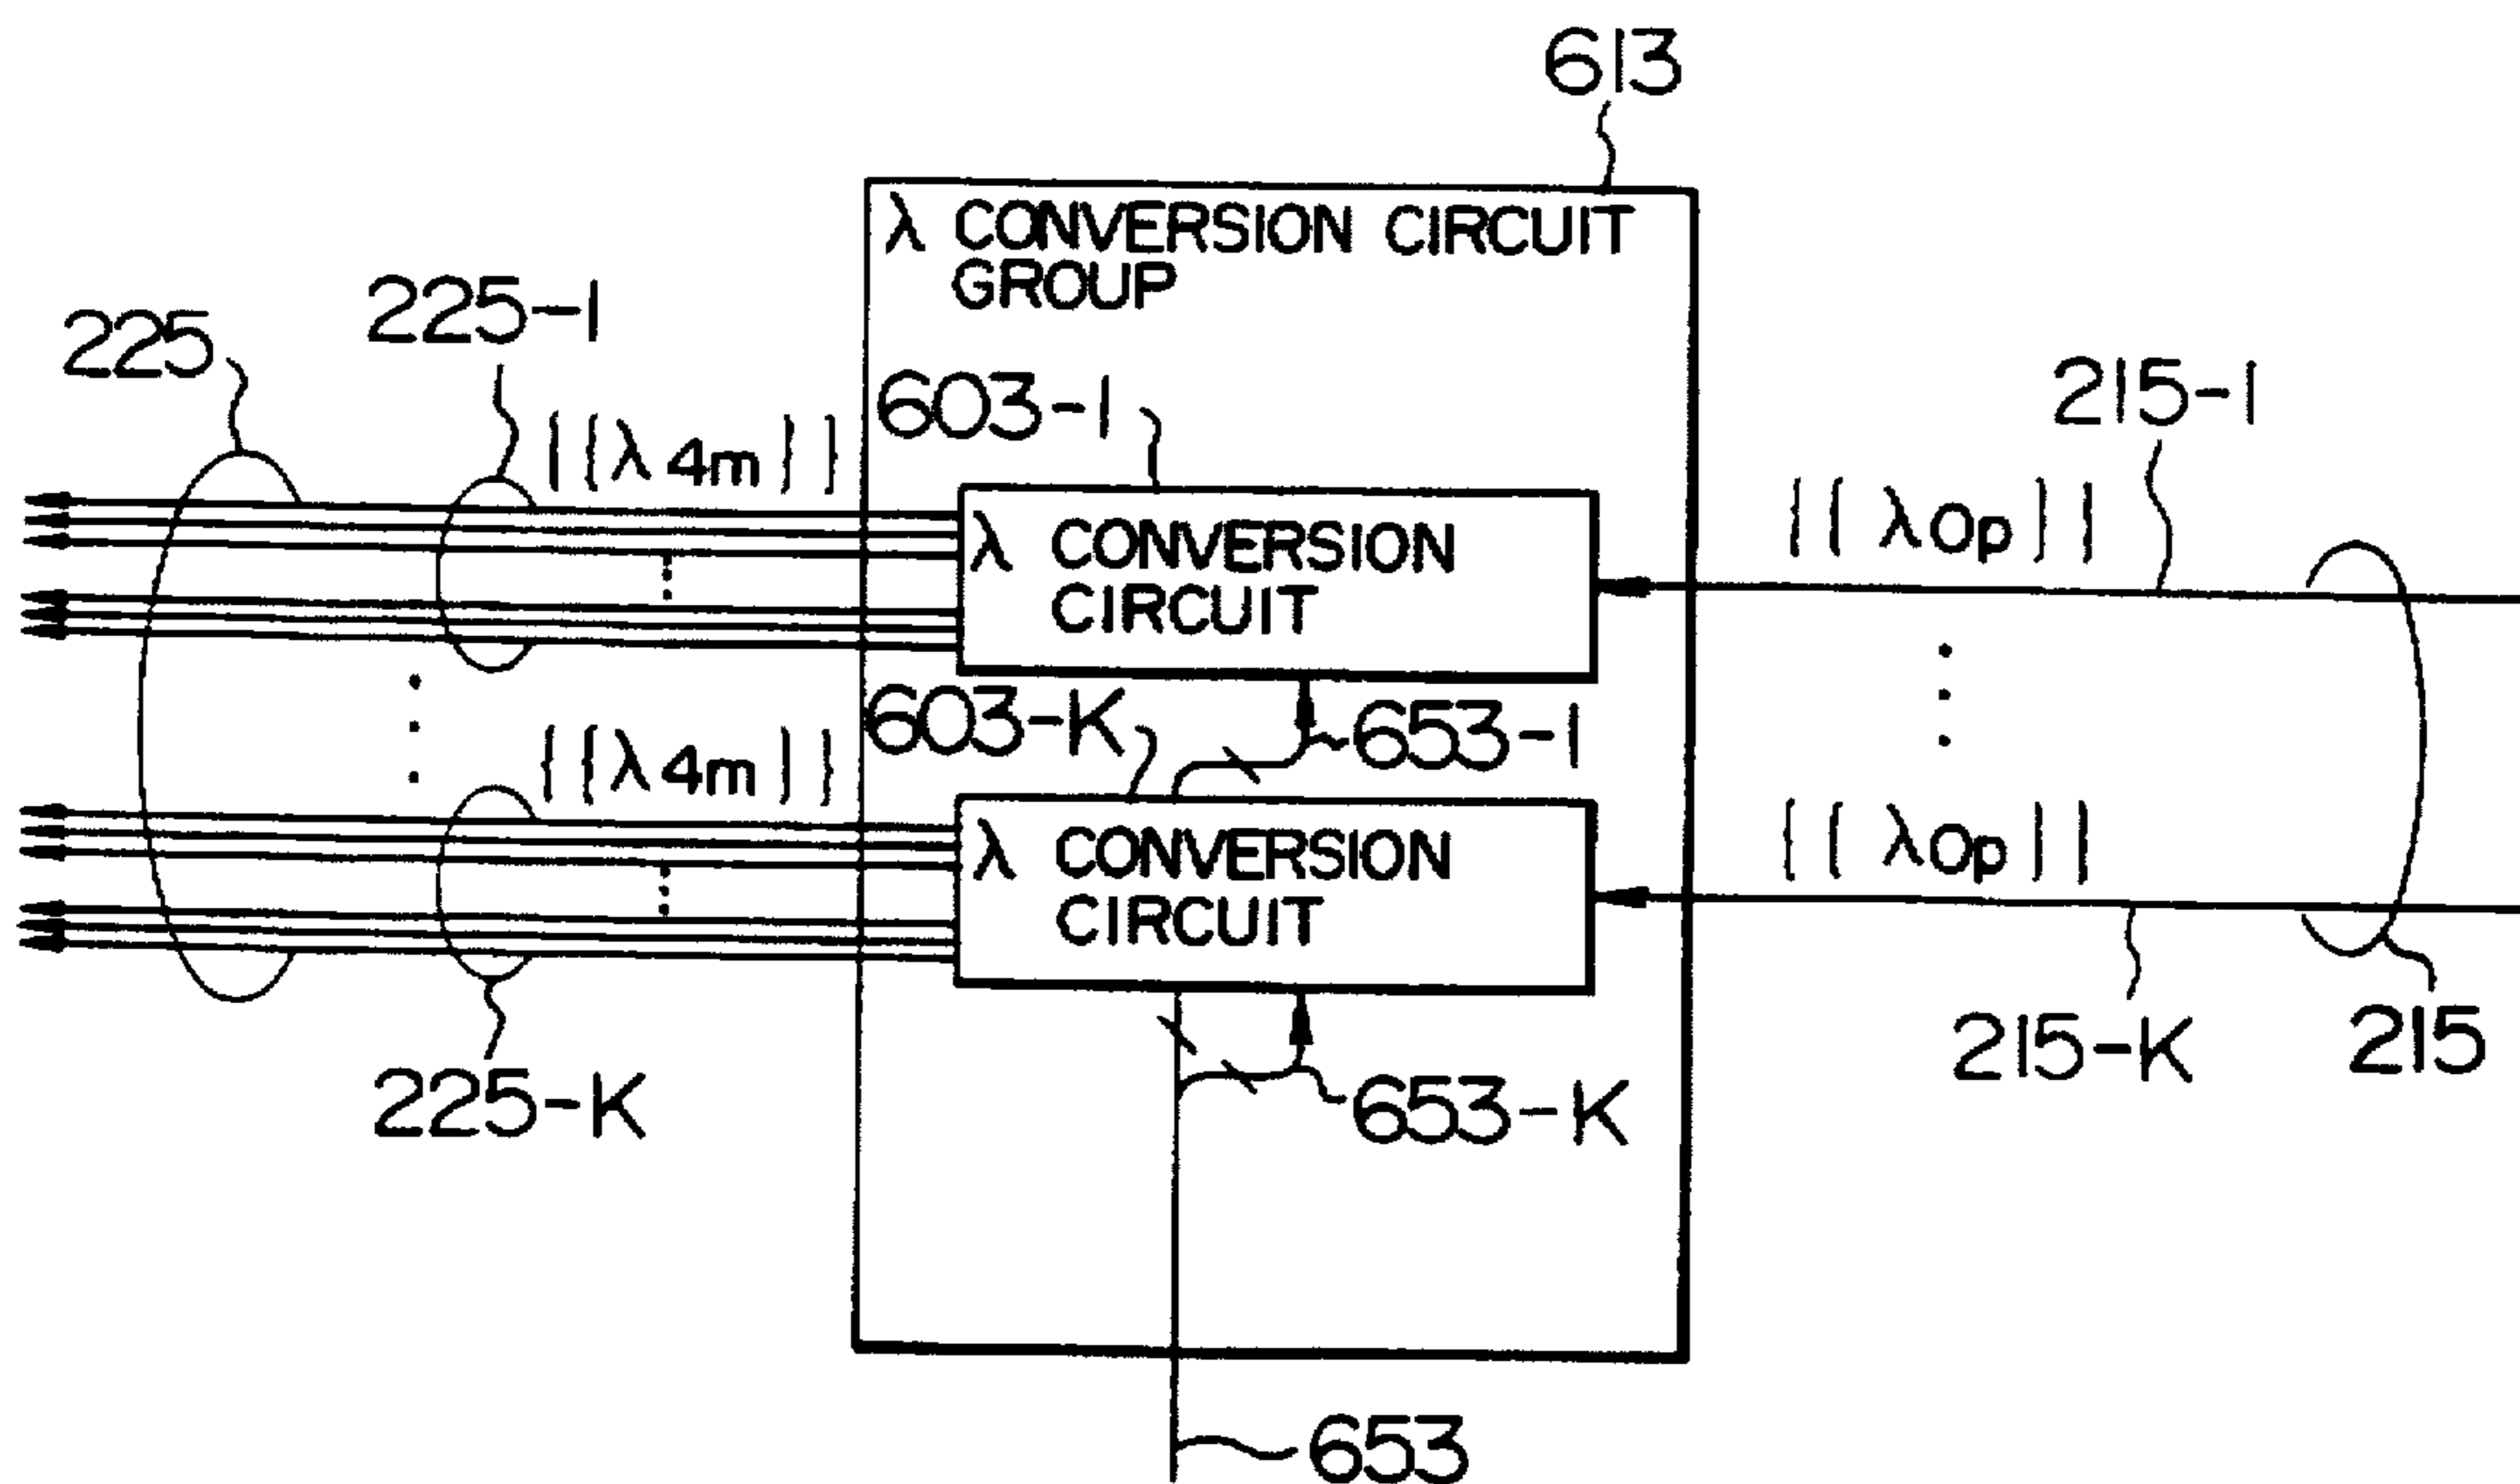 613
λ CONVERSION CIRCUIT
GROUP
225
225-1
{{λ4m}}
603-1
215-1
{{λOp}}
λ CONVERSION
CIRCUIT
603-K
653-1
{{λ4m}}
{{λOp}}
λ CONVERSION
CIRCUIT
225-K
653-K
215-K
215
653